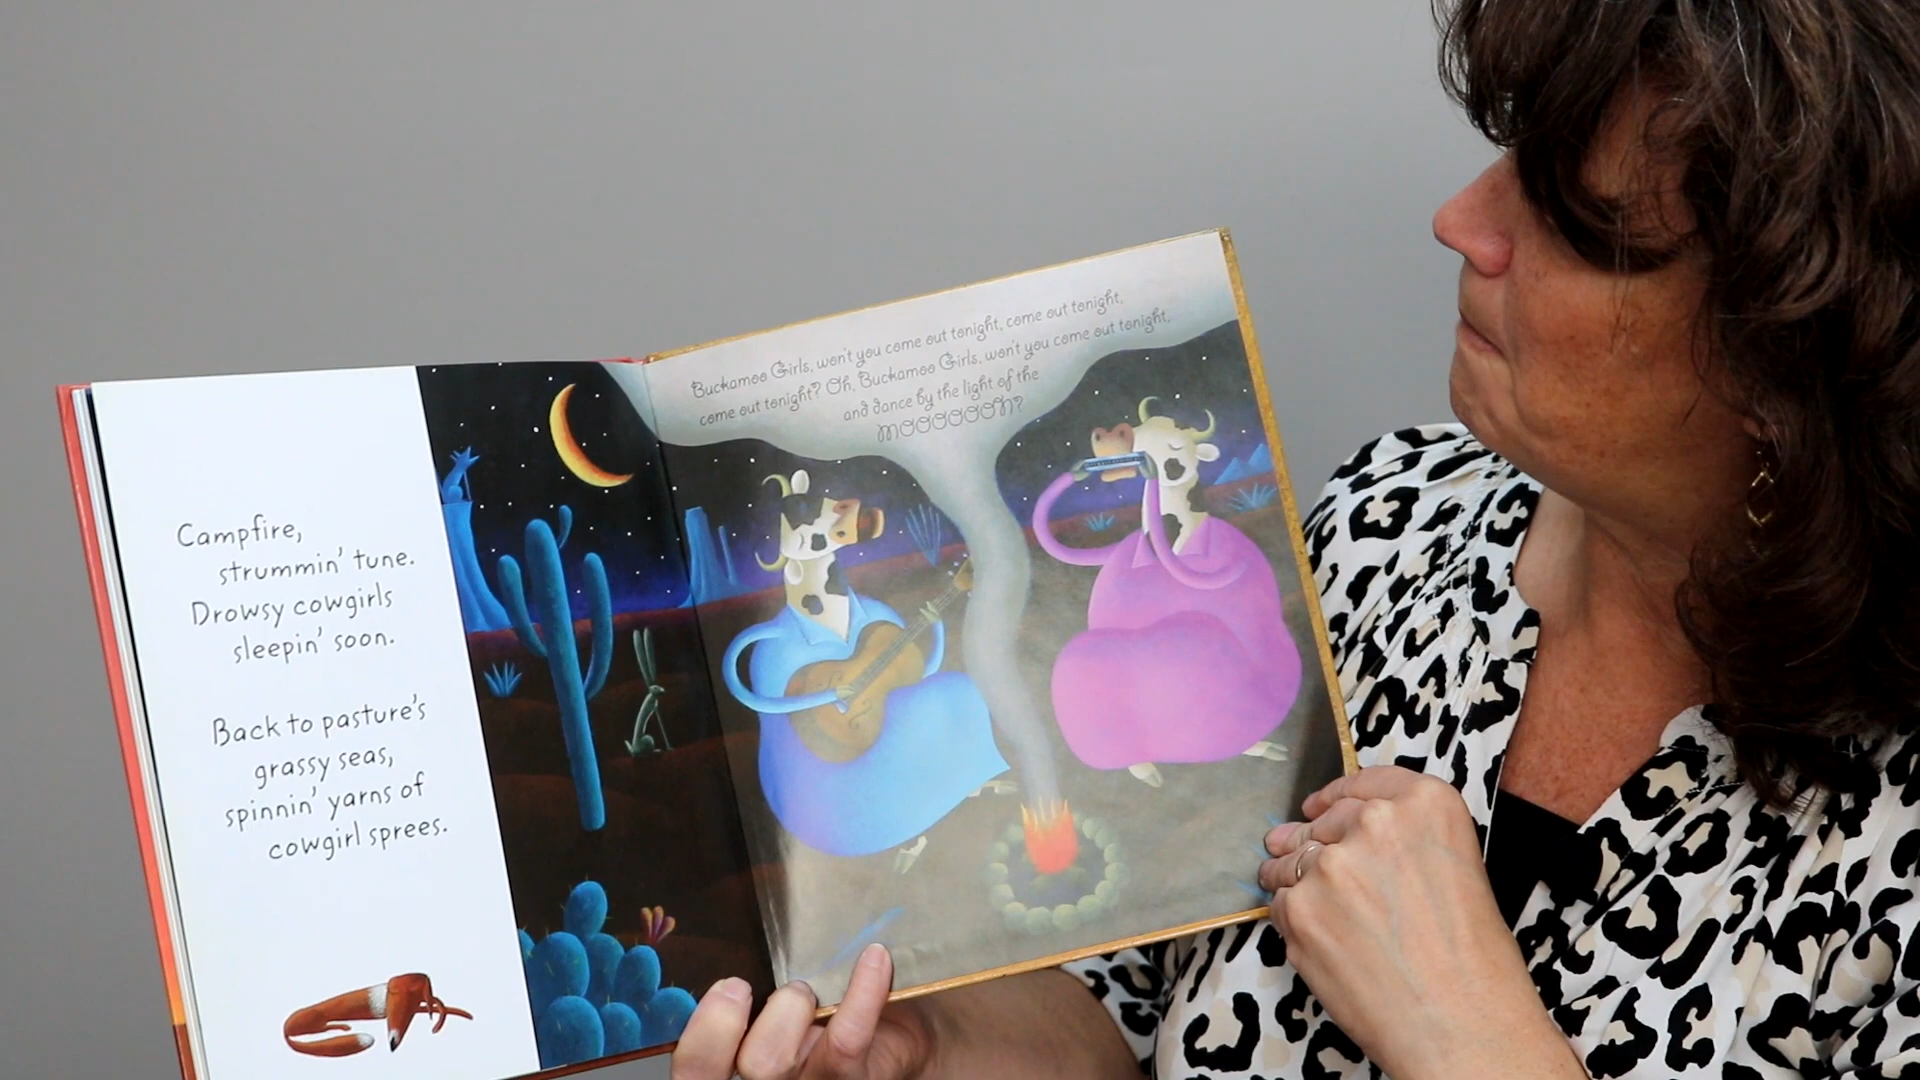 Campfire,
strummin' tune.
Drowsy cowgirls
sleepin' soon.
Back to pasture's
grassy seas,
spinnin' yarns of
cowgirl sprees.
Buckamoo Girls, won't you come out tonight, come out tonight,
come out tonight? Oh, Buckamoo Girls, won't you come out tonight,
and dance by the light of the
MOOOOOON?